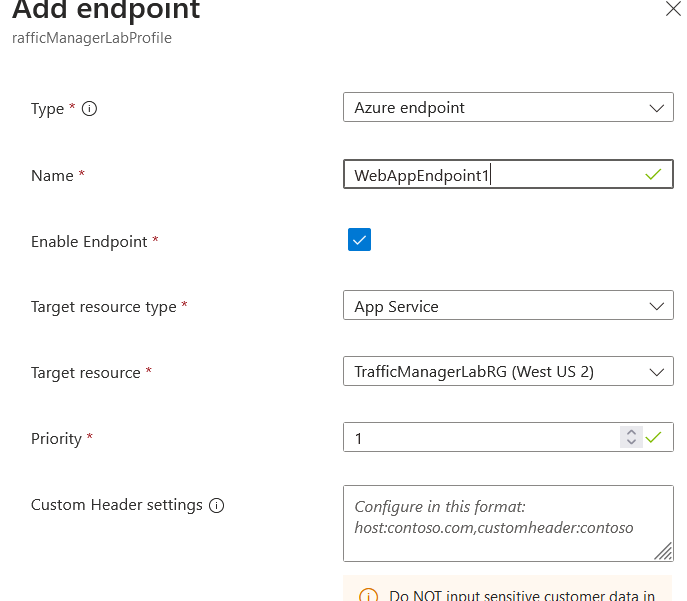 Add endpoint
rafficManagerLabProfile
Type * Azure endpoint
Name * WebAppEndpoint1
Enable Endpoint *
Target resource type * App Service
Target resource * TrafficManagerLabRG (West US 2)
Priority * 1
Custom Header settings
Configure in this format:
host:contoso.com,customheader:contoso
Do NOT input sensitive customer data in